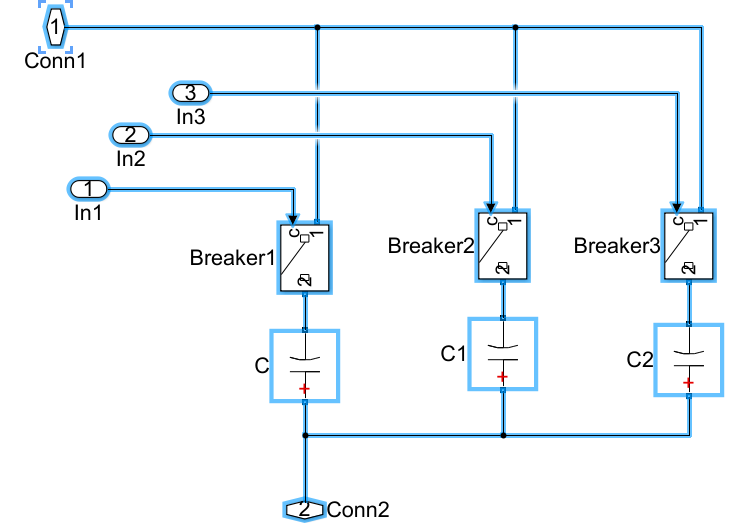 1
Conn1
3
In3
2
In2
1
In1
c 1
Breaker1
2
c 1
Breaker2
2
c 1
Breaker3
2
C
+
C1
+
C2
+
2 Conn2